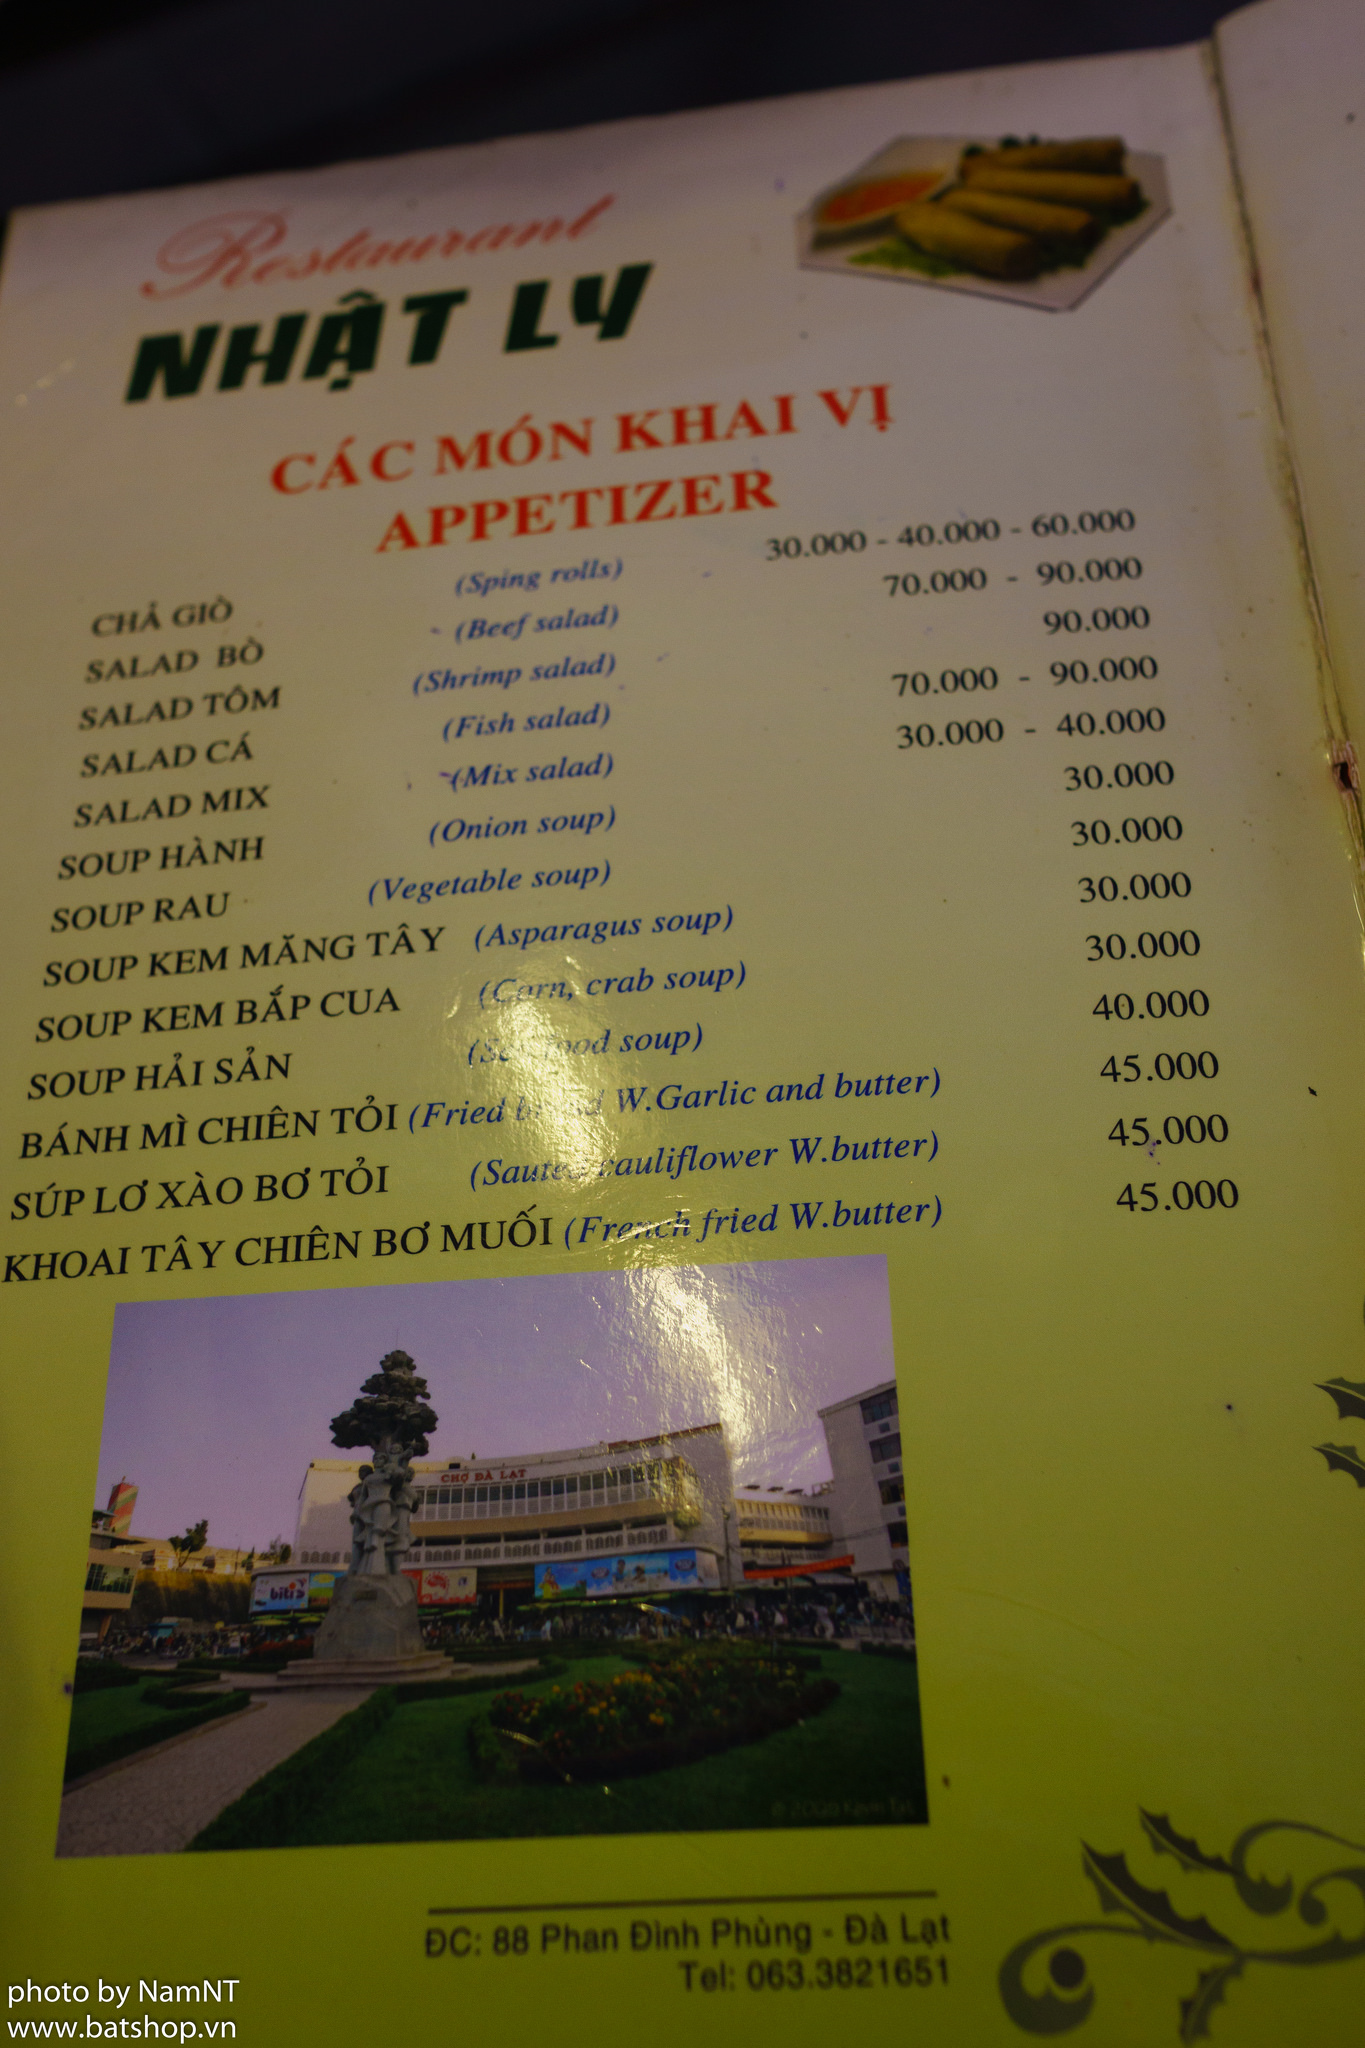 Restaurant
NHẬT LY
CÁC MÓN KHAI VỊ
APPETIZER
CHẢ GIÒ (Sping rolls) 30.000 - 40.000 - 60.000
SALAD BÒ (Beef salad) 70.000 - 90.000
SALAD TÔM (Shrimp salad) 90.000
SALAD CÁ (Fish salad) 70.000 - 90.000
SALAD MIX (Mix salad) 30.000 - 40.000
SOUP HÀNH (Onion soup) 30.000
SOUP RAU (Vegetable soup) 30.000
SOUP KEM MĂNG TÂY (Asparagus soup) 30.000
SOUP KEM BẮP CUA (Corn, crab soup) 30.000
SOUP HẢI SẢN (Sea food soup) 40.000
BÁNH MÌ CHIÊN TỎI (Fried bread W.Garlic and butter) 45.000
SÚP LƠ XÀO BƠ TỎI (Sauteé cauliflower W.butter) 45.000
KHOAI TÂY CHIÊN BƠ MUỐI (French fried W.butter) 45.000
CHỢ ĐÀ LẠT
biti's
© 2009
ĐC: 88 Phan Đình Phùng - Đà Lạt
Tel: 063.3821651
photo by NamNT
www.batshop.vn